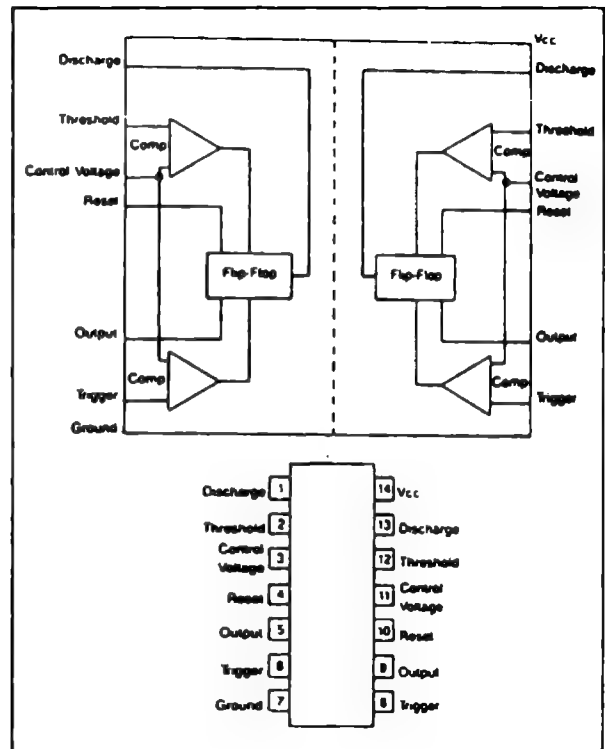 Vcc
Discharge
Discharge
Threshold
Threshold
Comp
Comp
Control Voltage
Control
Voltage
Reset
Reset
Flip-Flop
Flip-Flop
Output
Output
Comp
Comp
Trigger
Trigger
Ground
Discharge 1
14 Vcc
Threshold 2
13 Discharge
Control
Voltage 3
12 Threshold
Reset 4
11 Control
Voltage
Output 5
10 Reset
Trigger 6
9 Output
Ground 7
8 Trigger